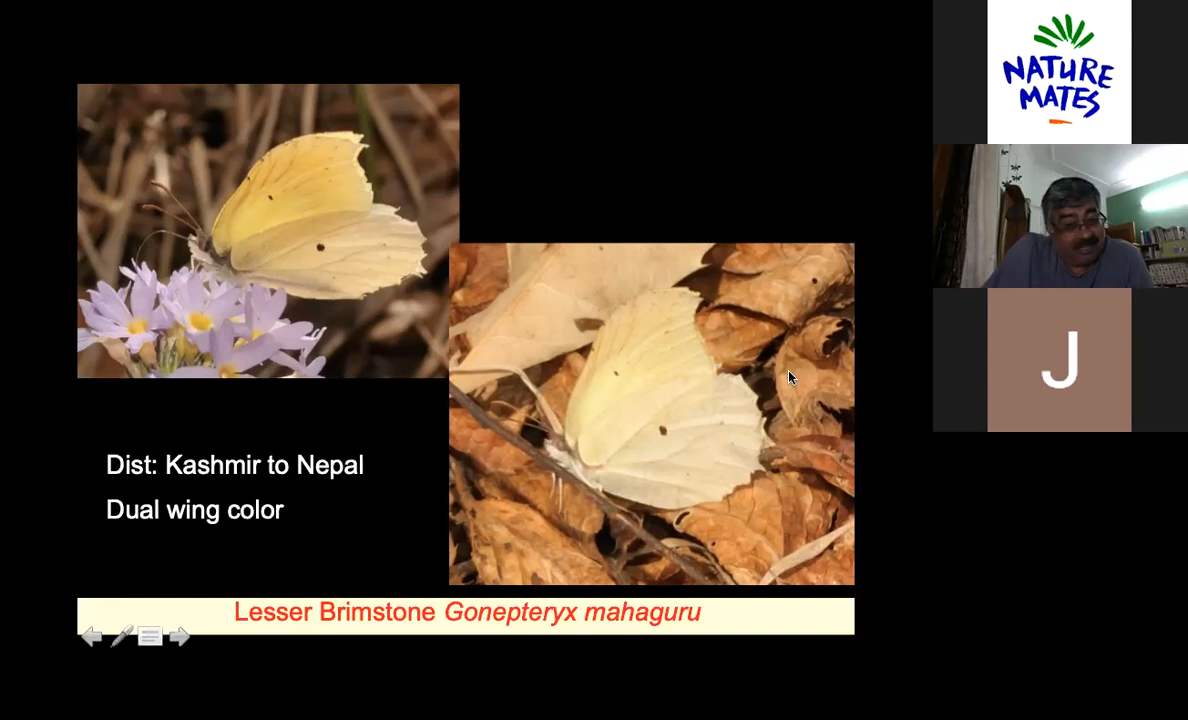 NATURE
MATES
Dist: Kashmir to Nepal
Dual wing color
J
Lesser Brimstone Gonepteryx mahaguru